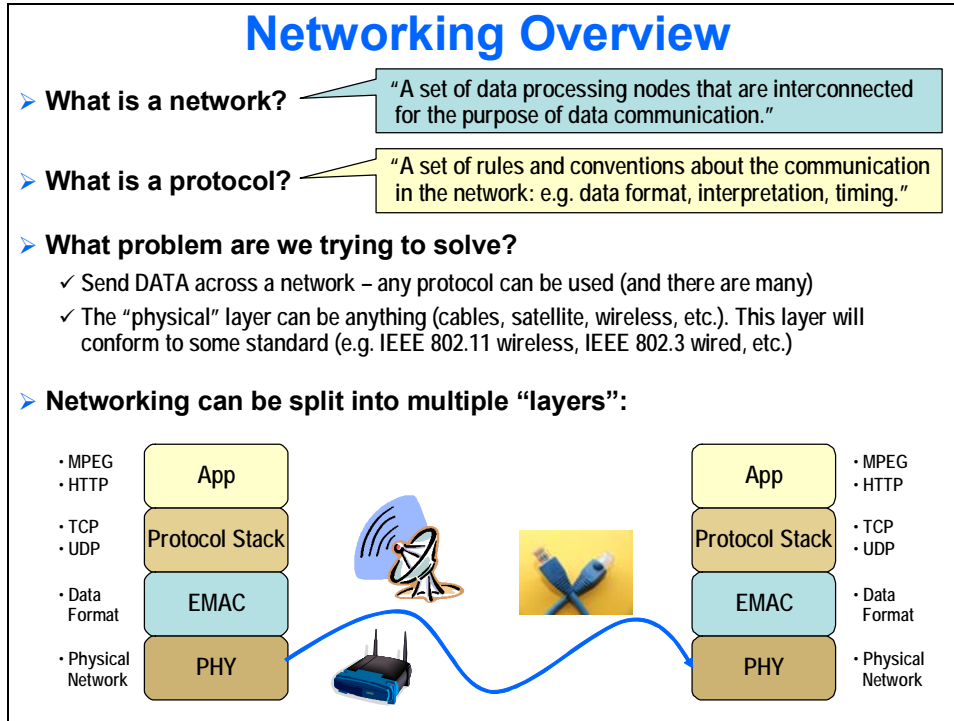 Networking Overview
➢ What is a network?
“A set of data processing nodes that are interconnected
for the purpose of data communication.”
➢ What is a protocol?
“A set of rules and conventions about the communication
in the network: e.g. data format, interpretation, timing.”
➢ What problem are we trying to solve?
✓ Send DATA across a network – any protocol can be used (and there are many)
✓ The “physical” layer can be anything (cables, satellite, wireless, etc.). This layer will
conform to some standard (e.g. IEEE 802.11 wireless, IEEE 802.3 wired, etc.)
➢ Networking can be split into multiple “layers”:
• MPEG
• HTTP
App
• TCP
• UDP
Protocol Stack
• Data
Format
EMAC
• Physical
Network
PHY
App
• MPEG
• HTTP
Protocol Stack
• TCP
• UDP
EMAC
• Data
Format
PHY
• Physical
Network